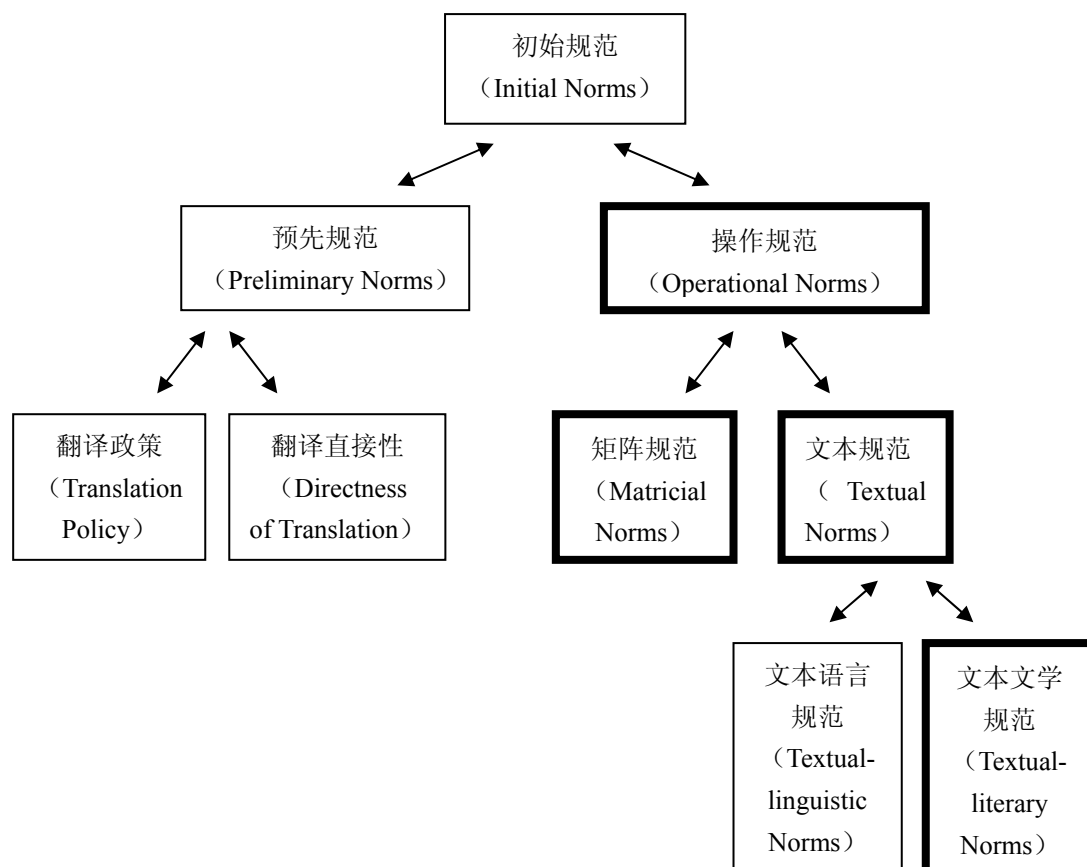 初始规范
（Initial Norms）
预先规范
（Preliminary Norms）
操作规范
（Operational Norms）
翻译政策
（Translation
Policy）
翻译直接性
（Directness
of Translation）
矩阵规范
（Matricial
Norms）
文本规范
（ Textual
Norms）
文本语言
规范
（Textual-
linguistic
Norms）
文本文学
规范
（Textual-
literary
Norms）